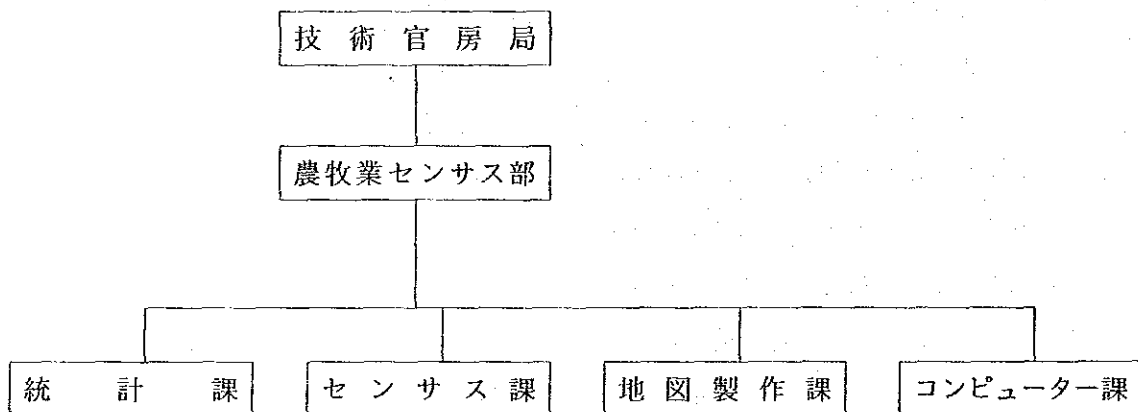 技術官房局
農牧業センサス部
統計課
センサス課
地図製作課
コンピューター課